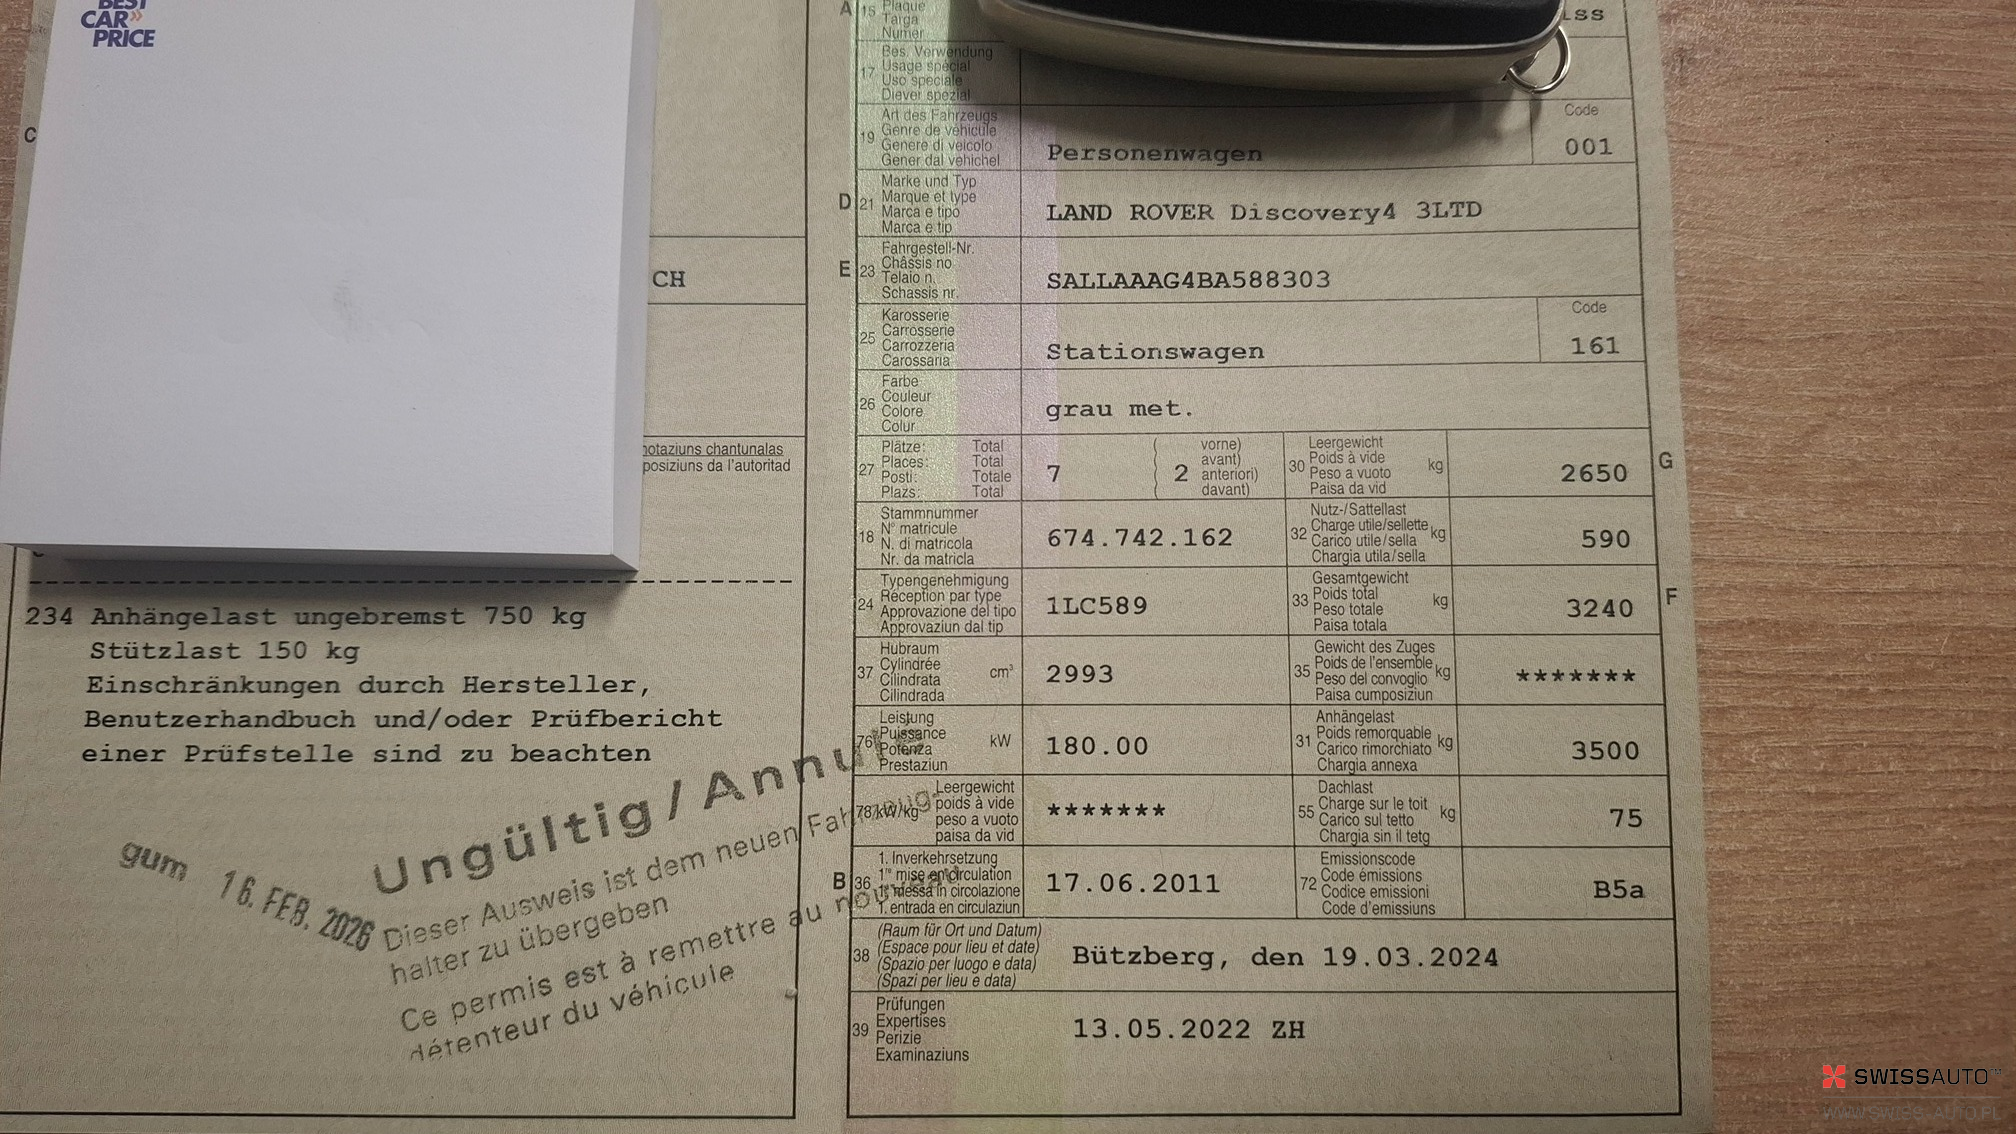 BEST
CAR»
PRICE
C
CH
notaziuns chantunalas
posiziuns da l'autoritad
234 Anhängelast ungebremst 750 kg
Stützlast 150 kg
Einschränkungen durch Hersteller,
Benutzerhandbuch und/oder Prüfbericht
einer Prüfstelle sind zu beachten
Ungültig/Annulé
gum 16. FEB. 2026
Dieser Ausweis ist dem neuen Fahrzeug-
halter zu übergeben
Ce permis est à remettre au nouveau
détenteur du véhicule
A 15 Plaque
Targa
Numer
17 Bes. Verwendung
Usage spécial
Uso speciale
Diever spezial
19 Art des Fahrzeugs
Genre de véhicule
Genere di veicolo
Gener dal vehichel
Personenwagen
Code
001
D 21 Marke und Typ
Marque et type
Marca e tipo
Marca e tip
LAND ROVER Discovery4 3LTD
E 23 Fahrgestell-Nr.
Châssis no
Telaio n.
Schassis nr.
SALLAAAG4BA588303
25 Karosserie
Carrosserie
Carrozzeria
Carossaria
Stationswagen
Code
161
26 Farbe
Couleur
Colore
Colur
grau met.
27 Plätze: Total
Places: Total
Posti: Totale
Plazs: Total
7 ( 2 vorne)
avant)
anteriori)
davant)
30 Leergewicht
Poids à vide
Peso a vuoto
Paisa da vid
kg 2650 G
18 Stammnummer
N° matricule
N. di matricola
Nr. da matricla
674.742.162
32 Nutz-/Sattellast
Charge utile/sellette
Carico utile/sella
Chargia utila/sella
kg 590
24 Typengenehmigung
Réception par type
Approvazione del tipo
Approvaziun dal tip
1LC589
33 Gesamtgewicht
Poids total
Peso totale
Paisa totala
kg 3240 F
37 Hubraum
Cylindrée
Cilindrata
Cilindrada
cm³ 2993
35 Gewicht des Zuges
Poids de l'ensemble
Peso del convoglio
Paisa cumposiziun
kg *******
76 Leistung
Puissance
Potenza
Prestaziun
kW 180.00
31 Anhängelast
Poids remorquable
Carico rimorchiato
Chargia annexa
kg 3500
78 kW/kg Leergewicht
poids à vide
peso a vuoto
paisa da vid
*******
55 Dachlast
Charge sur le toit
Carico sul tetto
Chargia sin il tetg
kg 75
B 36 1. Inverkehrsetzung
1re mise en circulation
1. messa in circolazione
1. entrada en circulaziun
17.06.2011
72 Emissionscode
Code émissions
Codice emissioni
Code d'emissiuns
B5a
38 (Raum für Ort und Datum)
(Espace pour lieu et date)
(Spazio per luogo e data)
(Spazi per lieu e data)
Bützberg, den 19.03.2024
39 Prüfungen
Expertises
Perizie
Examinaziuns
13.05.2022 ZH
SWISSAUTO™
WWW.SWISS-AUTO.PL